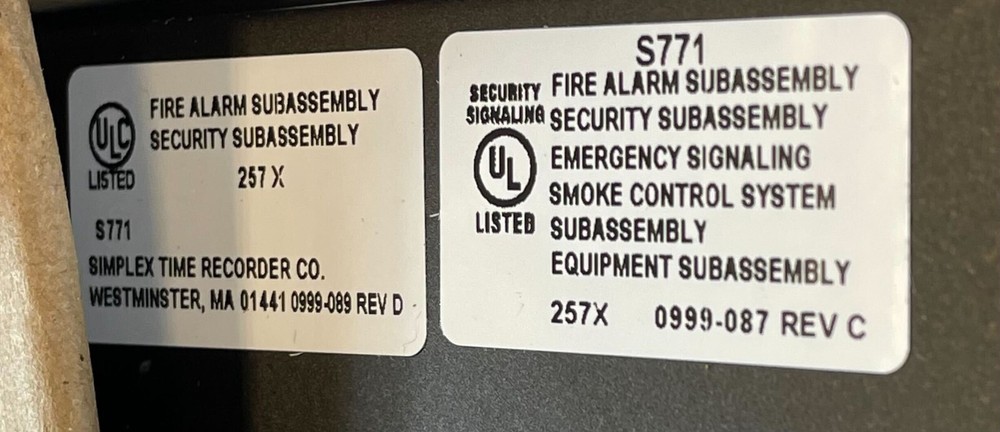 ULC
LISTED
FIRE ALARM SUBASSEMBLY
SECURITY SUBASSEMBLY
257 X
S771
SIMPLEX TIME RECORDER CO.
WESTMINSTER, MA 01441 0999-089 REV D
S771
SECURITY
SIGNALING
UL
LISTED
FIRE ALARM SUBASSEMBLY
SECURITY SUBASSEMBLY
EMERGENCY SIGNALING
SMOKE CONTROL SYSTEM
SUBASSEMBLY
EQUIPMENT SUBASSEMBLY
257X 0999-087 REV C